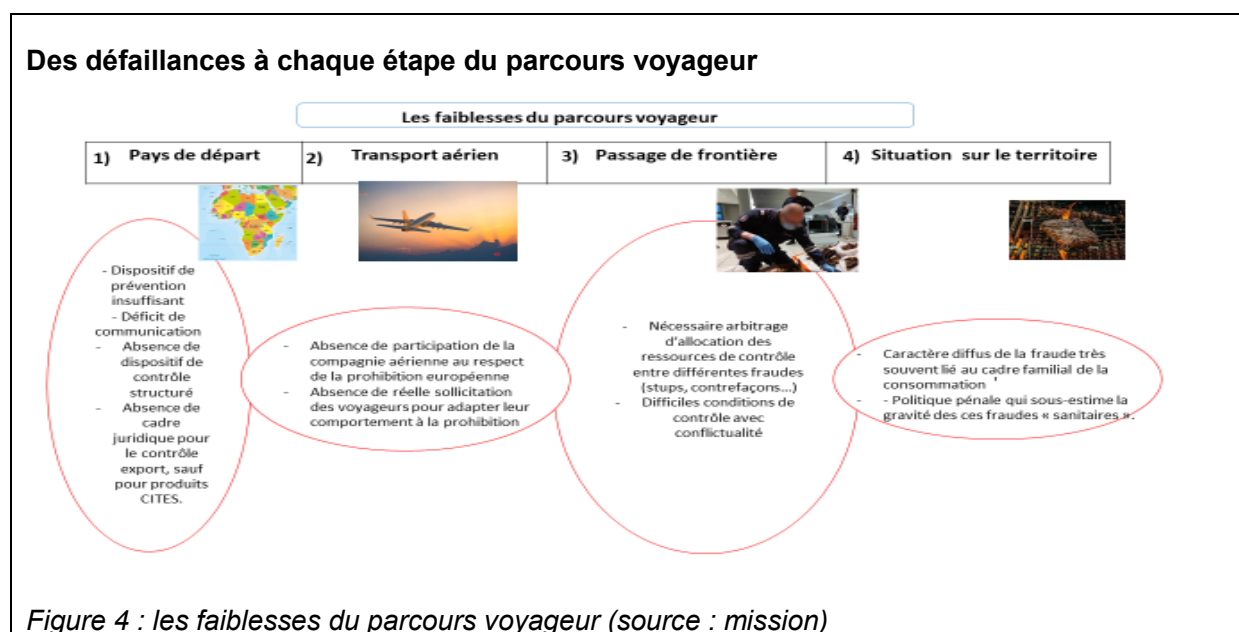 Des défaillances à chaque étape du parcours voyageur
Les faiblesses du parcours voyageur
1) Pays de départ
2) Transport aérien
3) Passage de frontière
4) Situation sur le territoire
- Dispositif de
prévention
insuffisant
- Déficit de
communication
- Absence de
dispositif de
contrôle
structuré
- Absence de
cadre
juridique pour
le contrôle
export, sauf
pour produits
CITES.
- Absence de participation de la
compagnie aérienne au respect
de la prohibition européenne
- Absence de réelle sollicitation
des voyageurs pour adapter leur
comportement à la prohibition
- Nécessaire arbitrage
d'allocation des
ressources de contrôle
entre différentes fraudes
(stups, contrefaçons...)
- Difficiles conditions de
contrôle avec
conflictualité
- Caractère diffus de la fraude très
souvent lié au cadre familial de la
consommation '
- - Politique pénale qui sous-estime la
gravité des ces fraudes « sanitaires ».
Figure 4 : les faiblesses du parcours voyageur (source : mission)